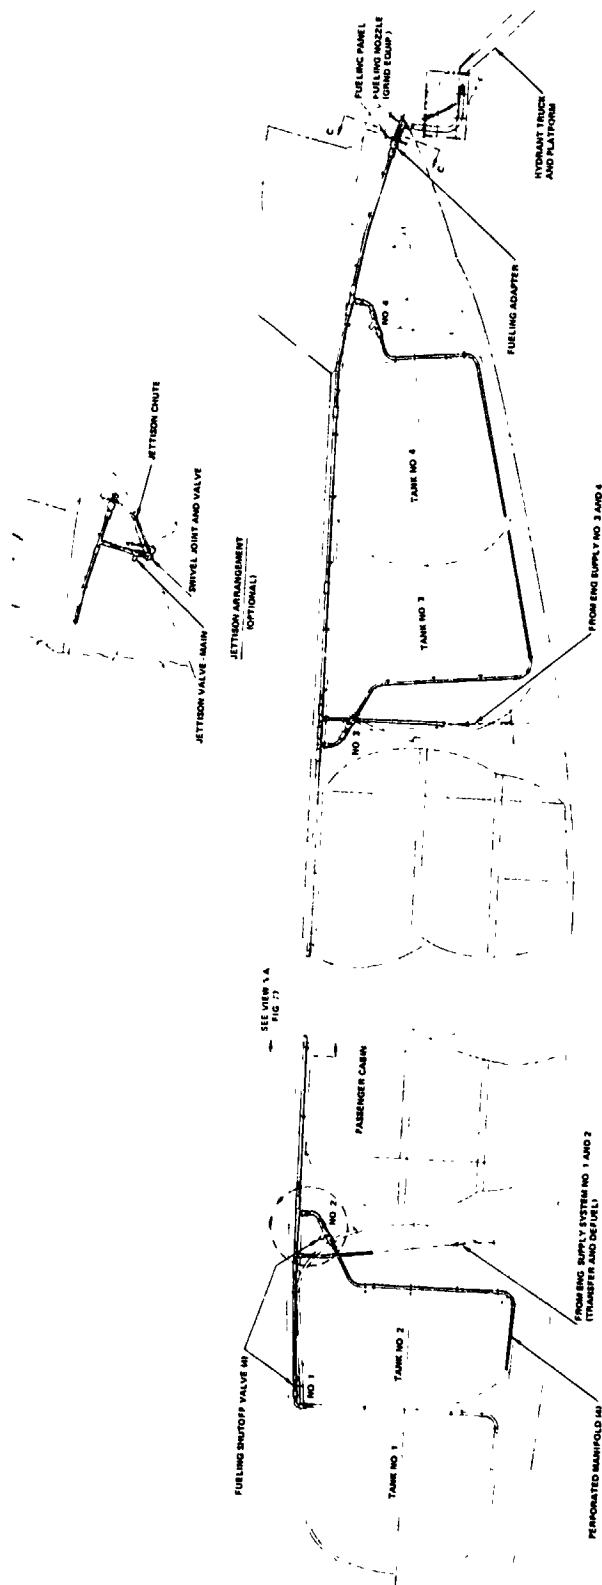 JETTISON CHUTE
SWIVEL JOINT AND VALVE
JETTISON VALVE-MAIN
JETTISON ARRANGEMENT
(OPTIONAL)
FUELING PANEL
FUELING NOZZLE
(GRND EQUIP)
C
C
HYDRANT TRUCK
AND PLATFORM
FUELING ADAPTER
NO 4
TANK NO 4
TANK NO 3
NO 3
FROM ENG SUPPLY NO 3 AND 4
SEE VIEW
FIG
PASSENGER CABIN
FUELING SHUTOFF VALVE (4)
NO 2
NO 1
TANK NO 2
TANK NO 1
FROM ENG SUPPLY SYSTEM NO 1 AND 2
(TRANSFER AND DEFUEL)
PERFORATED MANIFOLD (4)